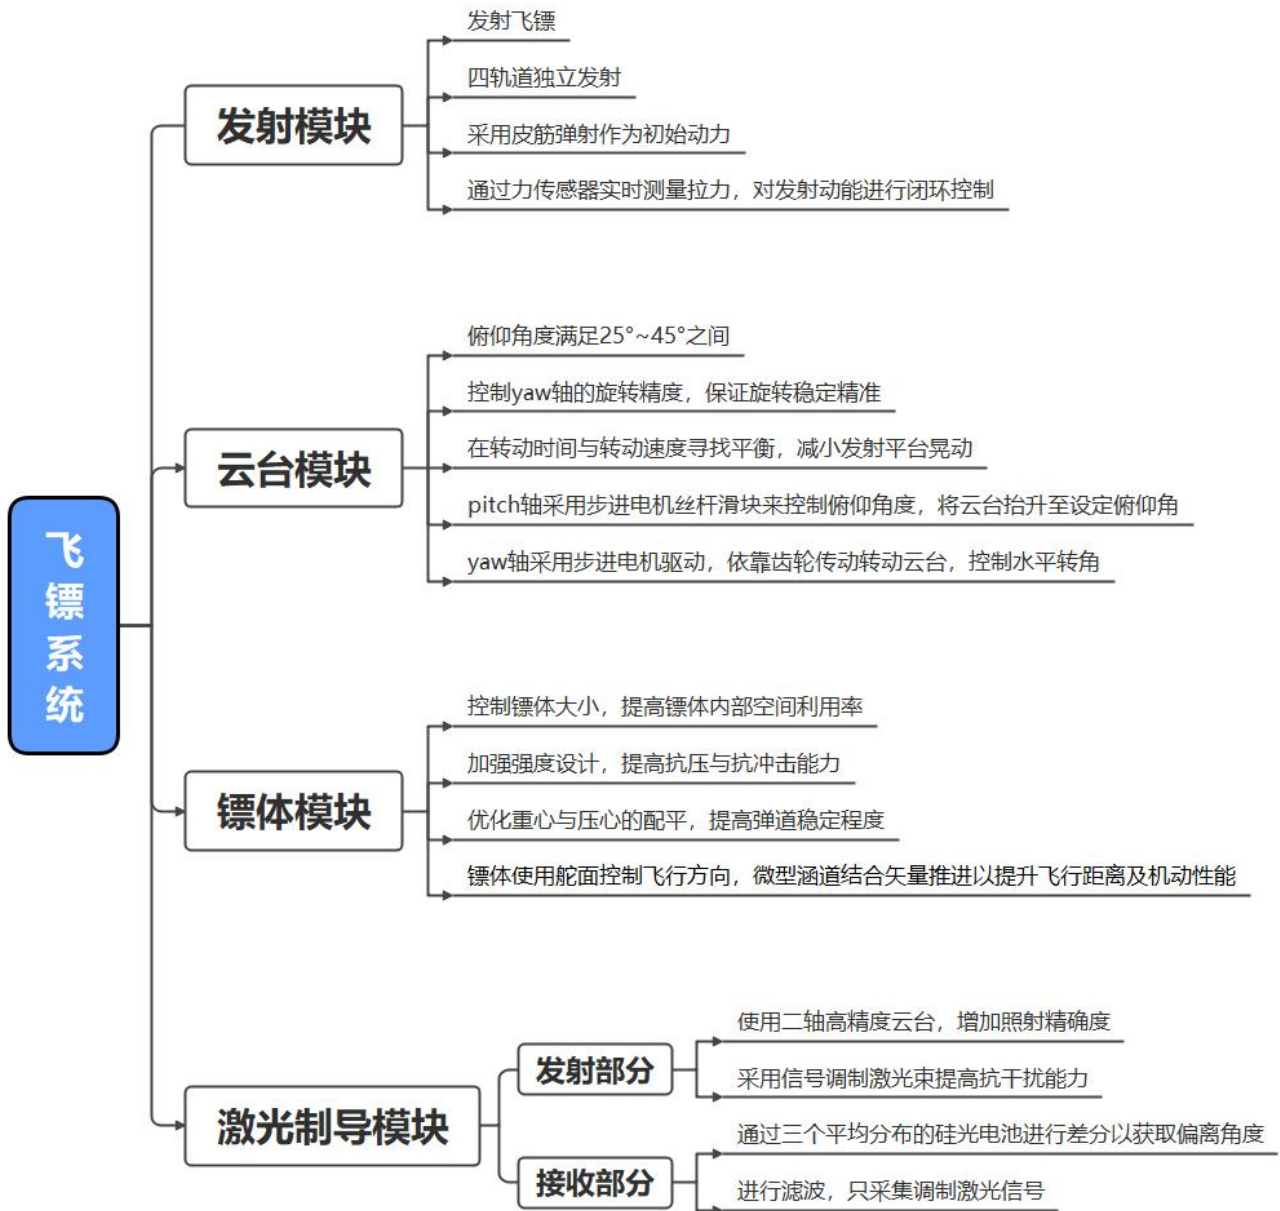 飞镖系统
发射模块
发射飞镖
四轨道独立发射
采用皮筋弹射作为初始动力
通过力传感器实时测量拉力，对发射动能进行闭环控制
云台模块
俯仰角度满足25°~45°之间
控制yaw轴的旋转精度，保证旋转稳定精准
在转动时间与转动速度寻找平衡，减小发射平台晃动
pitch轴采用步进电机丝杆滑块来控制俯仰角度，将云台抬升至设定俯仰角
yaw轴采用步进电机驱动，依靠齿轮传动转动云台，控制水平转角
镖体模块
控制镖体大小，提高镖体内部空间利用率
加强强度设计，提高抗压与抗冲击能力
优化重心与压心的配平，提高弹道稳定程度
镖体使用舵面控制飞行方向，微型涵道结合矢量推进以提升飞行距离及机动性能
激光制导模块
发射部分
使用二轴高精度云台，增加照射精确度
采用信号调制激光束提高抗干扰能力
接收部分
通过三个平均分布的硅光电池进行差分以获取偏离角度
进行滤波，只采集调制激光信号